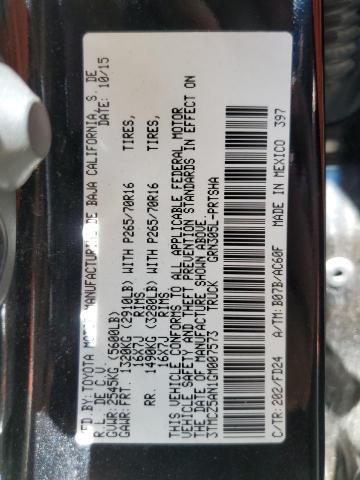 MFD.BY:TOYOTA MOTOR MANUFACTURING DE BAJA CALIFORNIA, S. DE
R.L. DE C.V. DATE: 10/15
GVWR: 2545KG (5600LB)
GAWR:FRT. 1320KG (2910LB) WITH P265/70R16 TIRES,
16X7J RIMS
RR. 1490KG (3280LB) WITH P265/70R16 TIRES,
16X7J RIMS
THIS VEHICLE CONFORMS TO ALL APPLICABLE FEDERAL MOTOR
VEHICLE SAFETY AND THEFT PREVENTION STANDARDS IN EFFECT ON
THE DATE OF MANUFACTURE SHOWN ABOVE.
3TMCZ5AN1GM007573 TRUCK GRN305L-PRTSHA
C/TR:202/FD24 A/TM:B07B/AC60F MADE IN MEXICO 397